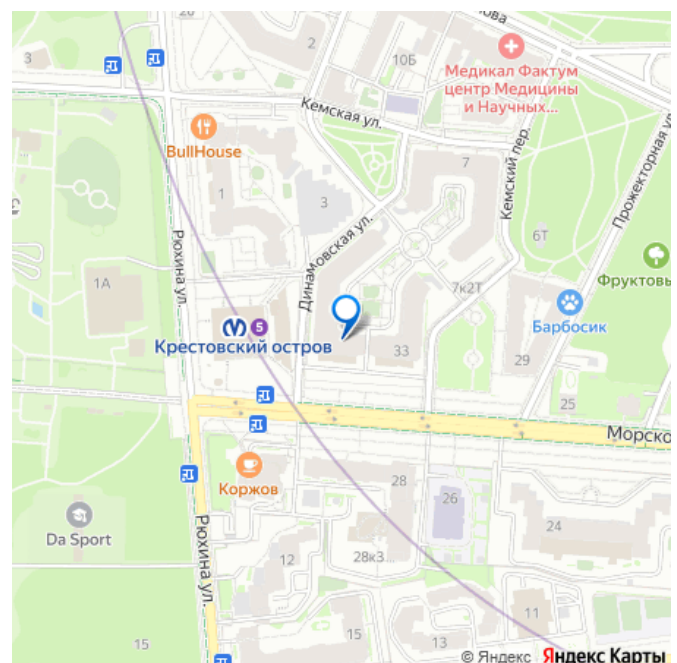 3
2
10Б
нова
Медикал Фактум
центр Медицины
и Научных...
Кемская ул.
BullHouse
1
3
7
Кемский пер.
Прожекторная ул
6Т
Фруктовы
Рюхина ул.
1А
Динамовская ул.
7к2Т
Барбосик
5
Крестовский остров
33
29
25
Морско
Коржов
28
26
24
Da Sport
Рюхина ул.
12
28к3...
11
15
15
13
© Яндекс Яндекс Карты